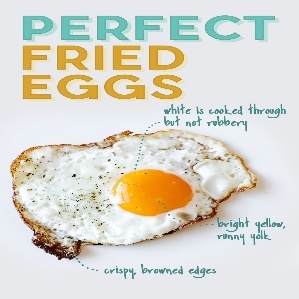 PERFECT
FRIED
EGGS
white is cooked through
but not rubbery
bright yellow,
runny yolk
crispy, browned edges